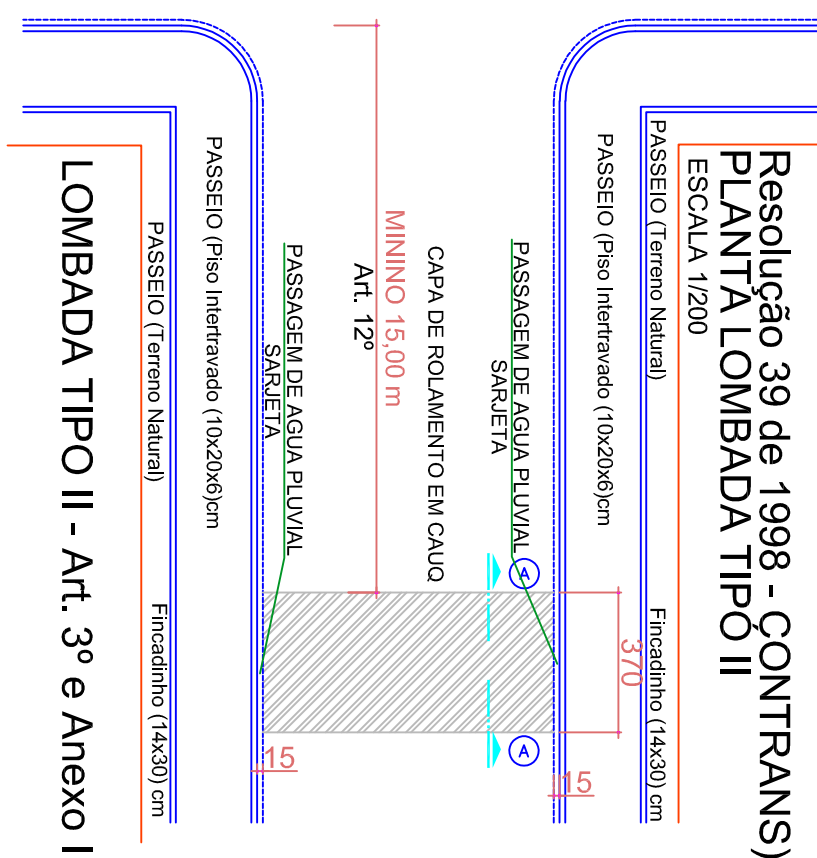 Resolução 39 de 1998 - CONTRANS)
PLANTA LOMBADA TIPO II
ESCALA 1/200
PASSEIO (Terreno Natural)
Fincadinho (14x30) cm
PASSEIO (Piso Intertravado (10x20x6)cm
370
15
PASSAGEM DE AGUA PLUVIAL
SARJETA
A
A
CAPA DE ROLAMENTO EM CAUQ
MININO 15,00 m
Art. 12º
PASSAGEM DE AGUA PLUVIAL
SARJETA
15
PASSEIO (Piso Intertravado (10x20x6)cm
PASSEIO (Terreno Natural)
Fincadinho (14x30) cm
LOMBADA TIPO II - Art. 3º e Anexo I